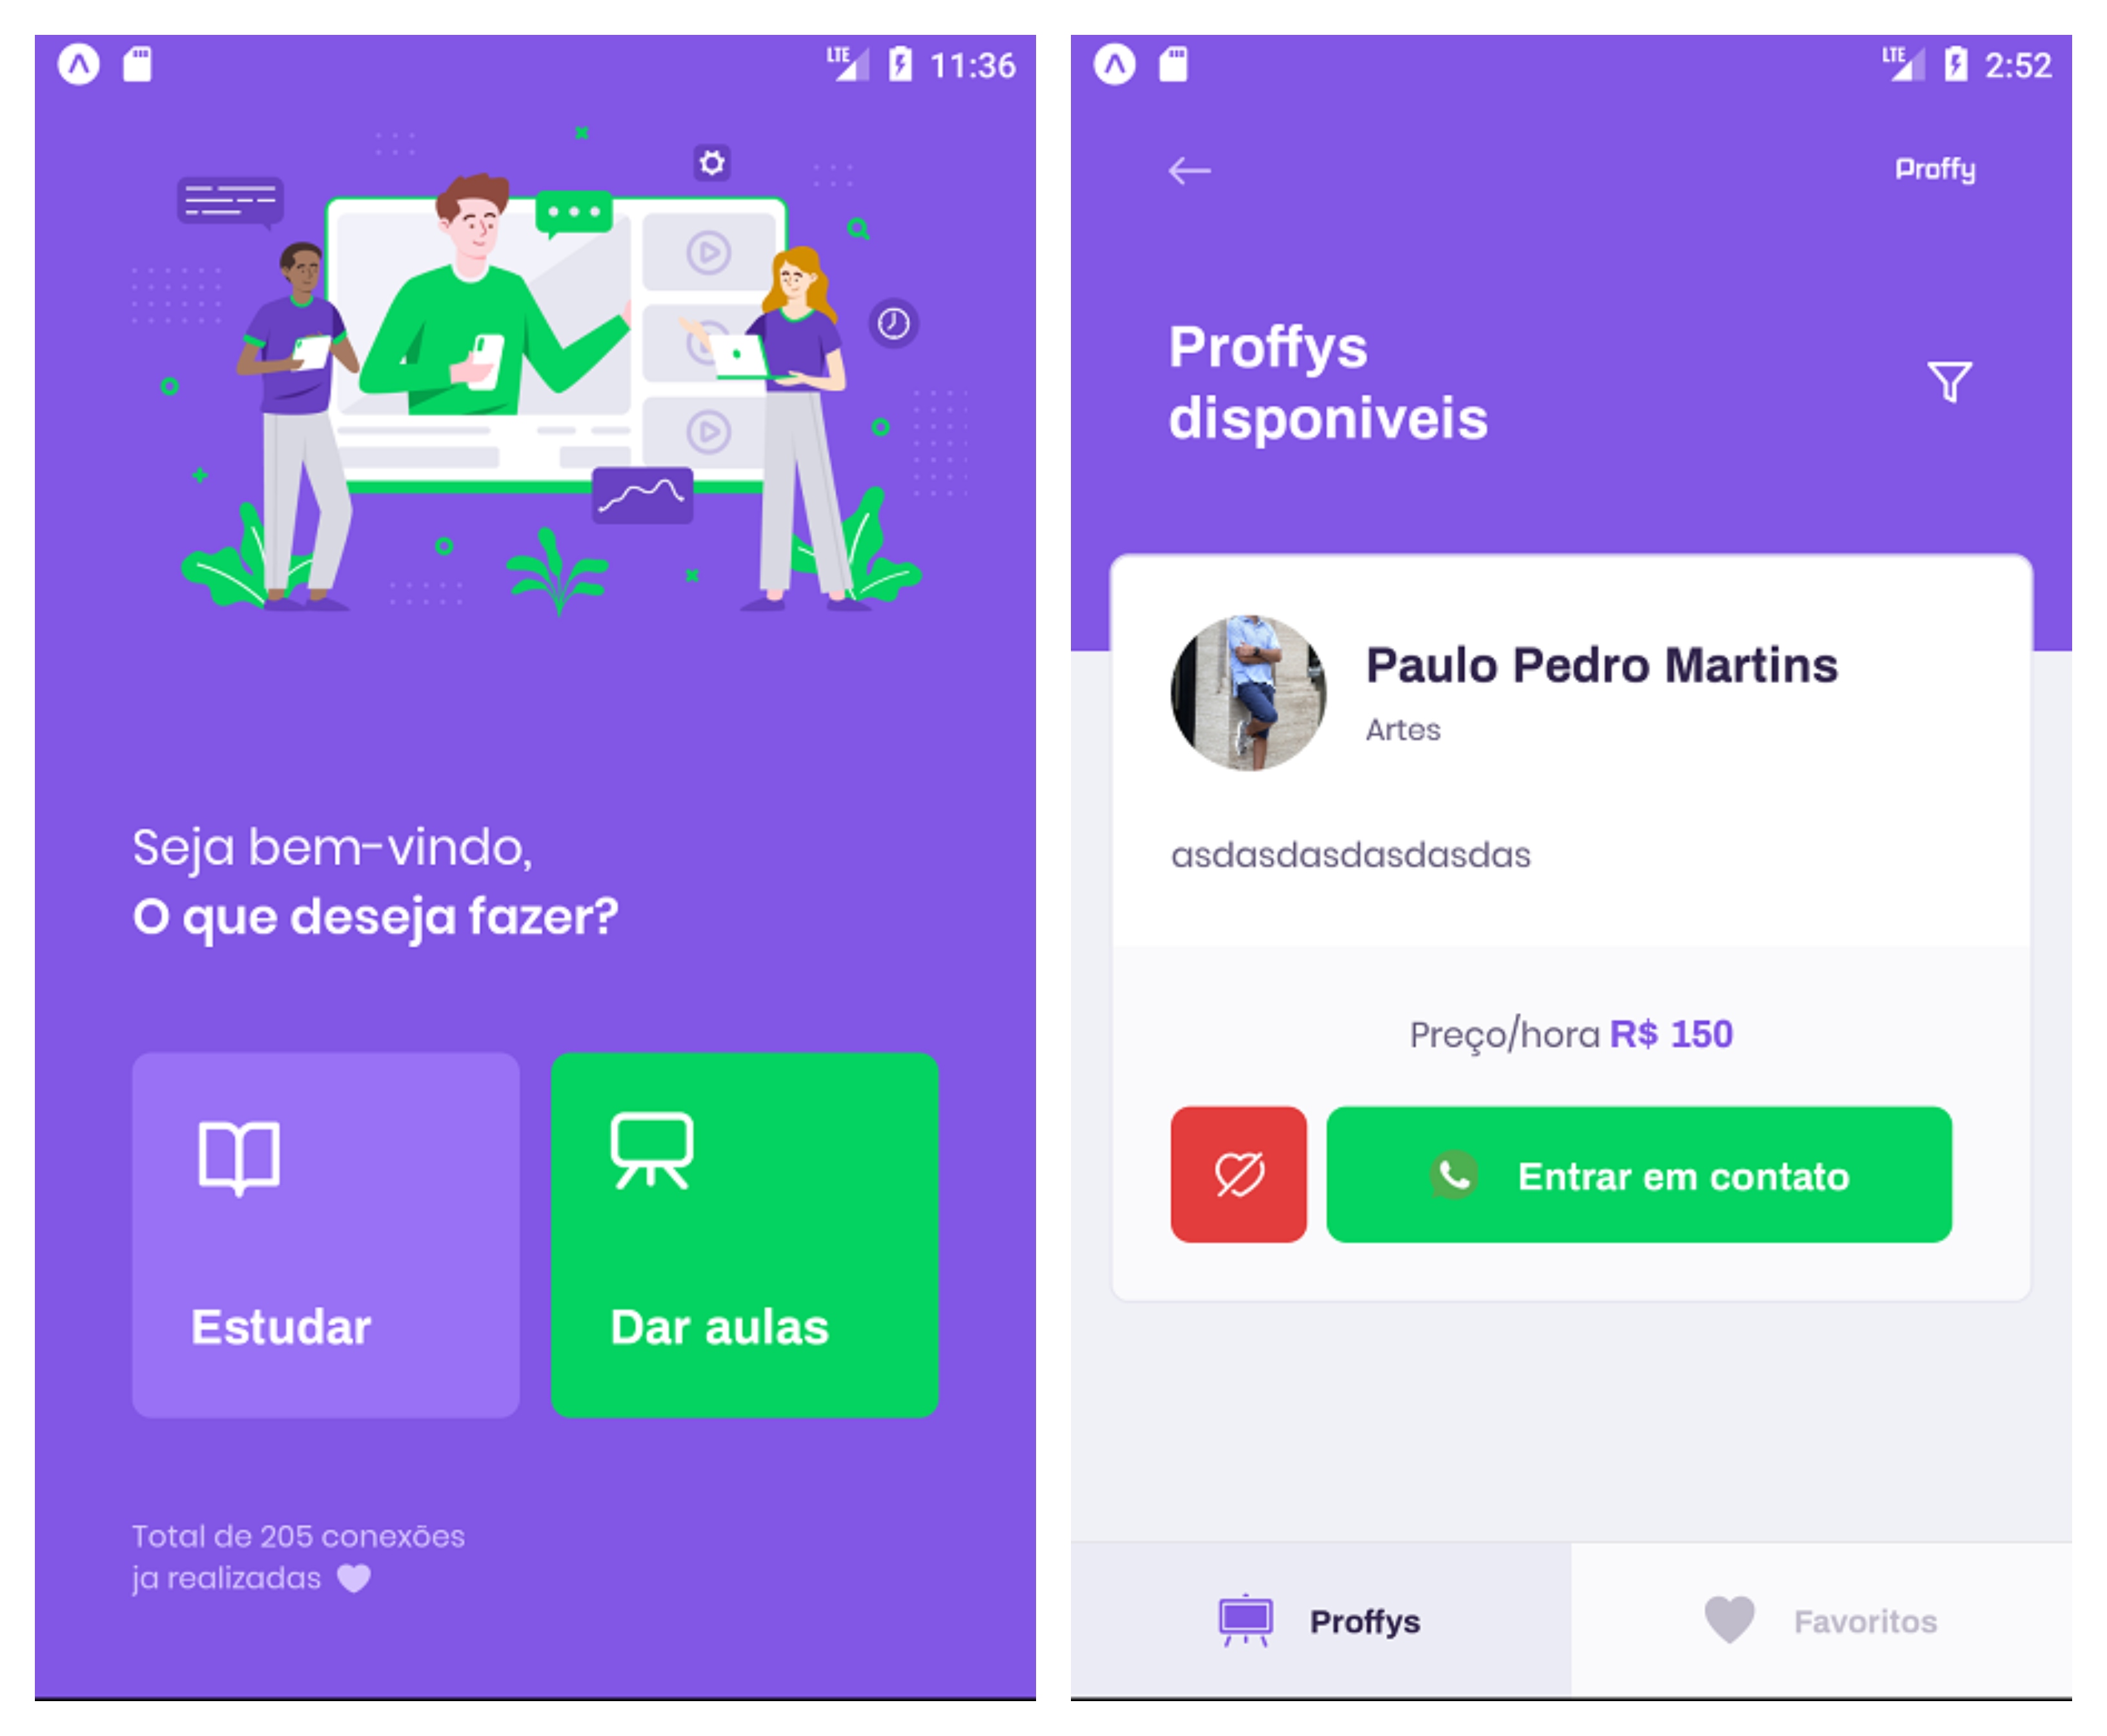 LTE 11:36
Seja bem-vindo,
O que deseja fazer?
Estudar
Dar aulas
Total de 205 conexões
ja realizadas
LTE 2:52
Proffy
Proffys
disponiveis
Paulo Pedro Martins
Artes
asdasdasdasdasdas
Preço/hora R$ 150
Entrar em contato
Proffys
Favoritos